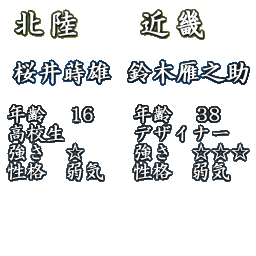 北陸 近畿
桜井蒔雄 鈴木雁之助
年齢 16 年齢 38
高校生 デザイナー
強さ ☆ 強さ ☆☆☆
性格 弱気 性格 弱気